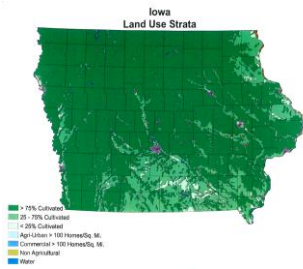 Iowa
Land Use Strata
> 75% Cultivated
25 - 75% Cultivated
< 25% Cultivated
Agri-Urban > 100 Homes/Sq. Mi.
Commercial > 100 Homes/Sq. Mi.
Non Agricultural
Water